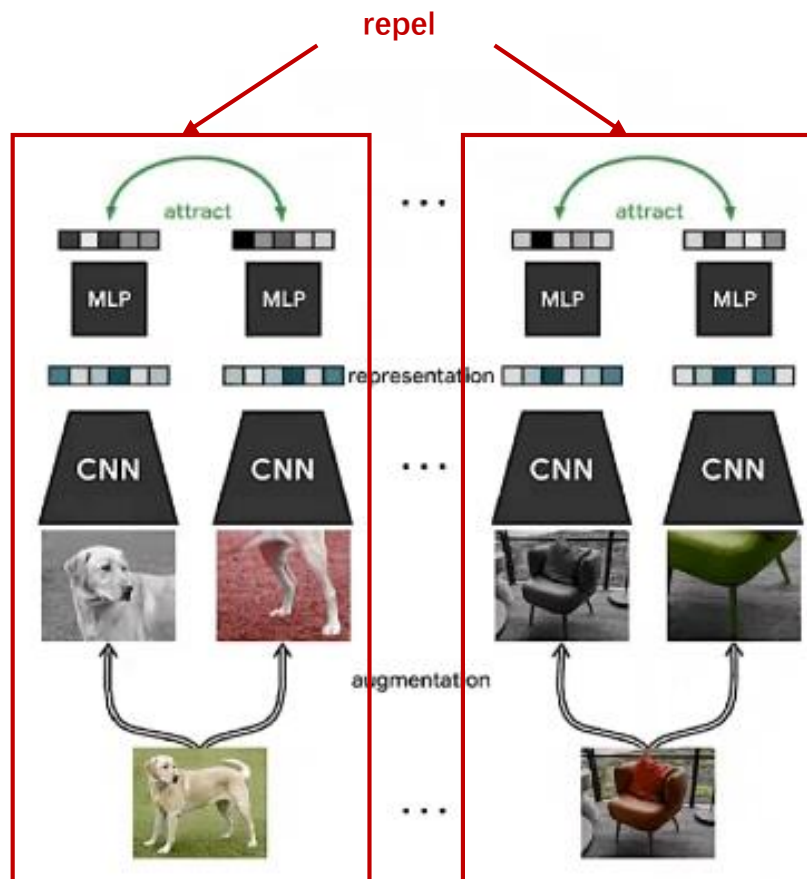 repel
attract
...
attract
MLP
MLP
MLP
MLP
representation
CNN
CNN
...
CNN
CNN
augmentation
...